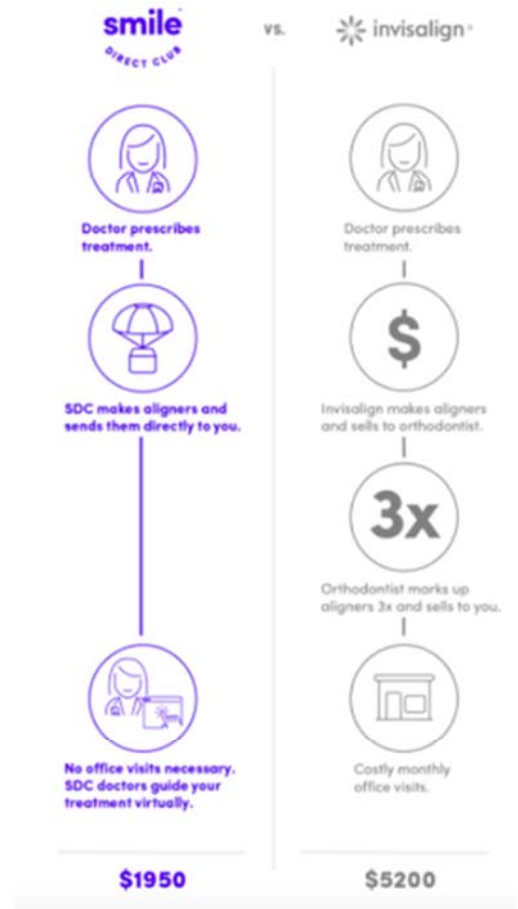 smile
DIRECT CLUB
vs.
invisalign
Doctor prescribes
treatment.
SDC makes aligners and
sends them directly to you.
No office visits necessary.
SDC doctors guide your
treatment virtually.
$1950
Doctor prescribes
treatment.
$
Invisalign makes aligners
and sells to orthodontist.
3x
Orthodontist marks up
aligners 3x and sells to you.
Costly monthly
office visits.
$5200